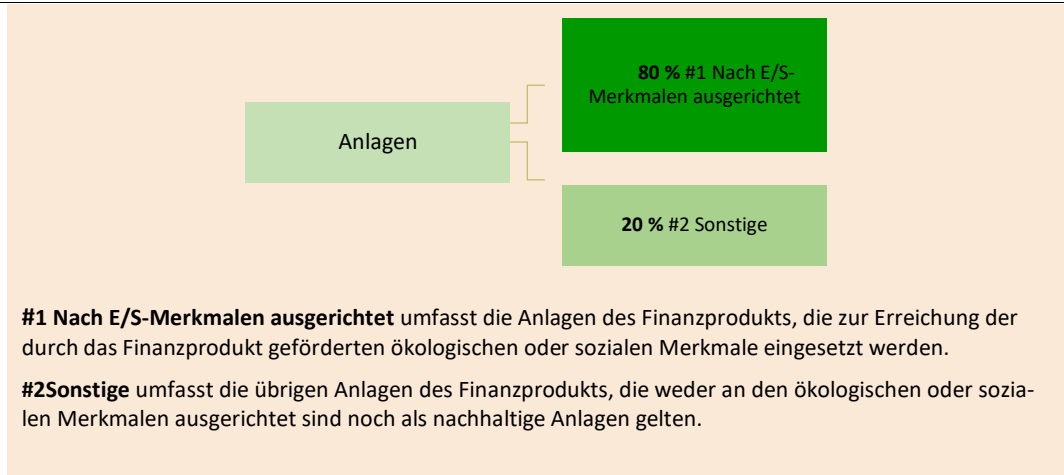 80 % #1 Nach E/S-
Merkmalen ausgerichtet
Anlagen
20 % #2 Sonstige
#1 Nach E/S-Merkmalen ausgerichtet umfasst die Anlagen des Finanzprodukts, die zur Erreichung der
durch das Finanzprodukt geförderten ökologischen oder sozialen Merkmale eingesetzt werden.
#2Sonstige umfasst die übrigen Anlagen des Finanzprodukts, die weder an den ökologischen oder sozia-
len Merkmalen ausgerichtet sind noch als nachhaltige Anlagen gelten.